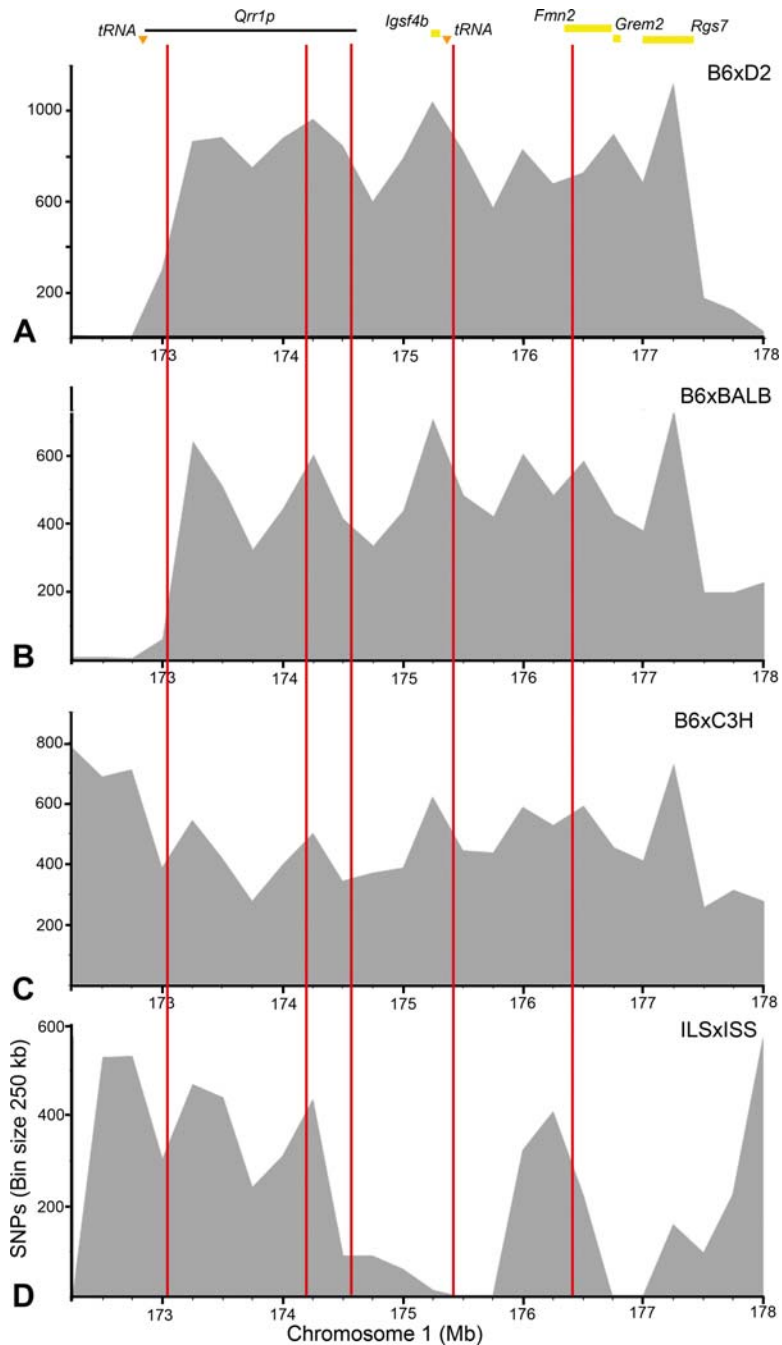 Qrr1p
Igsf4b
Fmn2
tRNA
tRNA
Grem2
Rgs7
B6xD2
1000
600
200
A
173 174 175 176 177 178
B6xBALB
600
400
200
B
173 174 175 176 177 178
B6xC3H
800
600
400
200
C
173 174 175 176 177 178
ILSxISS
600
400
200
SNPs (Bin size 250 kb)
D
173 174 175 176 177 178
Chromosome 1 (Mb)